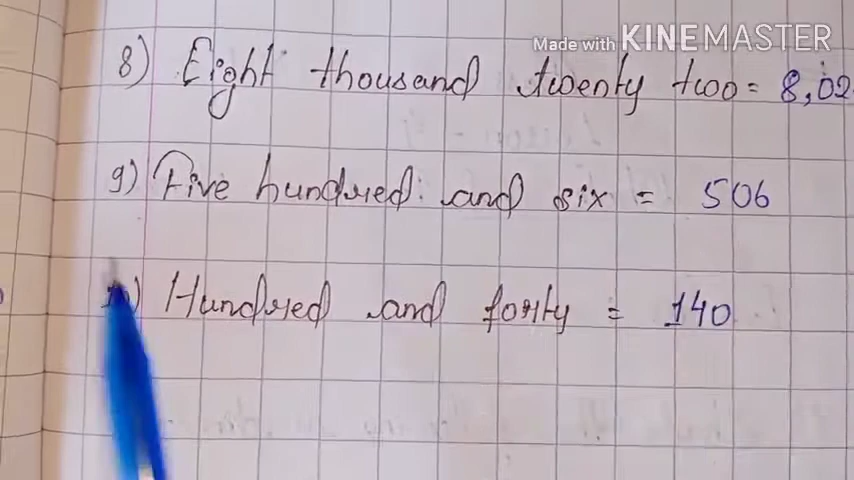 Made with KINEMASTER
8) Eight thousand twenty two = 8,02
9) Five hundred and six = 506
10) Hundred and forty = 140